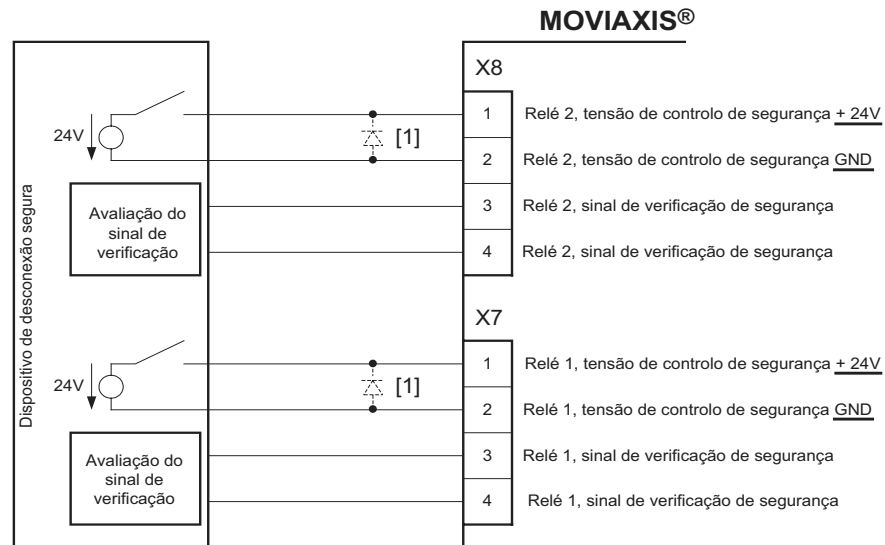 MOVIAXIS®
X8
24V
[1]
1 Relé 2, tensão de controlo de segurança + 24V
2 Relé 2, tensão de controlo de segurança GND
Avaliação do
sinal de
verificação
3 Relé 2, sinal de verificação de segurança
4 Relé 2, sinal de verificação de segurança
Dispositivo de desconexão segura
X7
24V
[1]
1 Relé 1, tensão de controlo de segurança + 24V
2 Relé 1, tensão de controlo de segurança GND
Avaliação do
sinal de
verificação
3 Relé 1, sinal de verificação de segurança
4 Relé 1, sinal de verificação de segurança